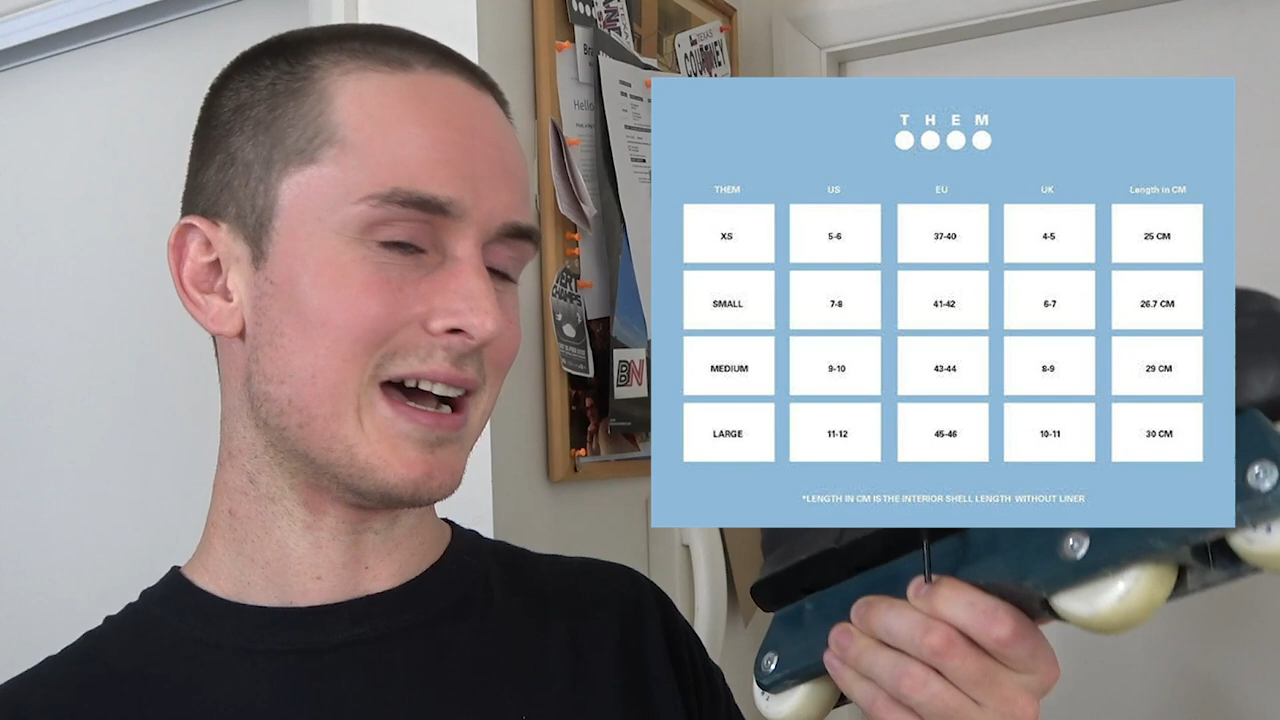 TEXAS
COURTNEY
Hello
VERT
CHAMPS
BN
T H E M
THEM US EU UK Length in CM
XS 5-6 37-40 4-5 25 CM
SMALL 7-8 41-42 6-7 26.7 CM
MEDIUM 9-10 43-44 8-9 29 CM
LARGE 11-12 45-46 10-11 30 CM
*LENGTH IN CM IS THE INTERIOR SHELL LENGTH WITHOUT LINER